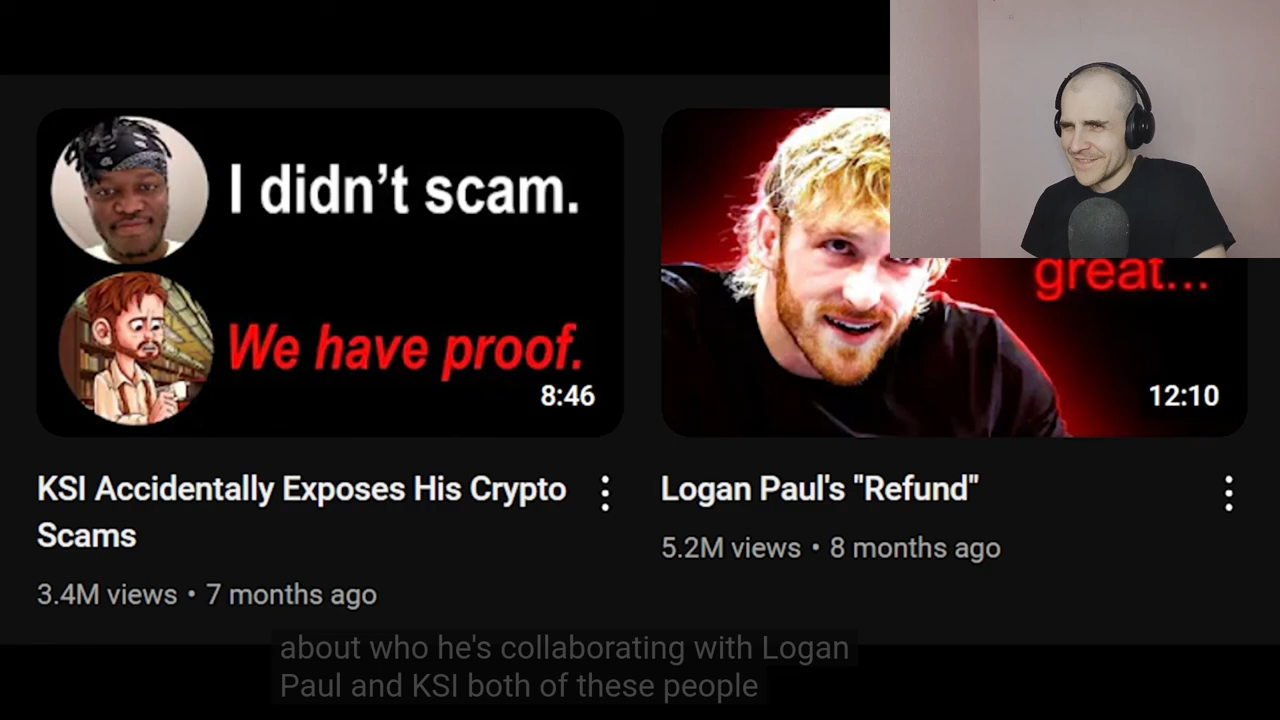 I didn't scam.
We have proof.
8:46
great...
12:10
KSI Accidentally Exposes His Crypto
Scams
3.4M views • 7 months ago
Logan Paul's "Refund"
5.2M views • 8 months ago
about who he's collaborating with Logan
Paul and KSI both of these people